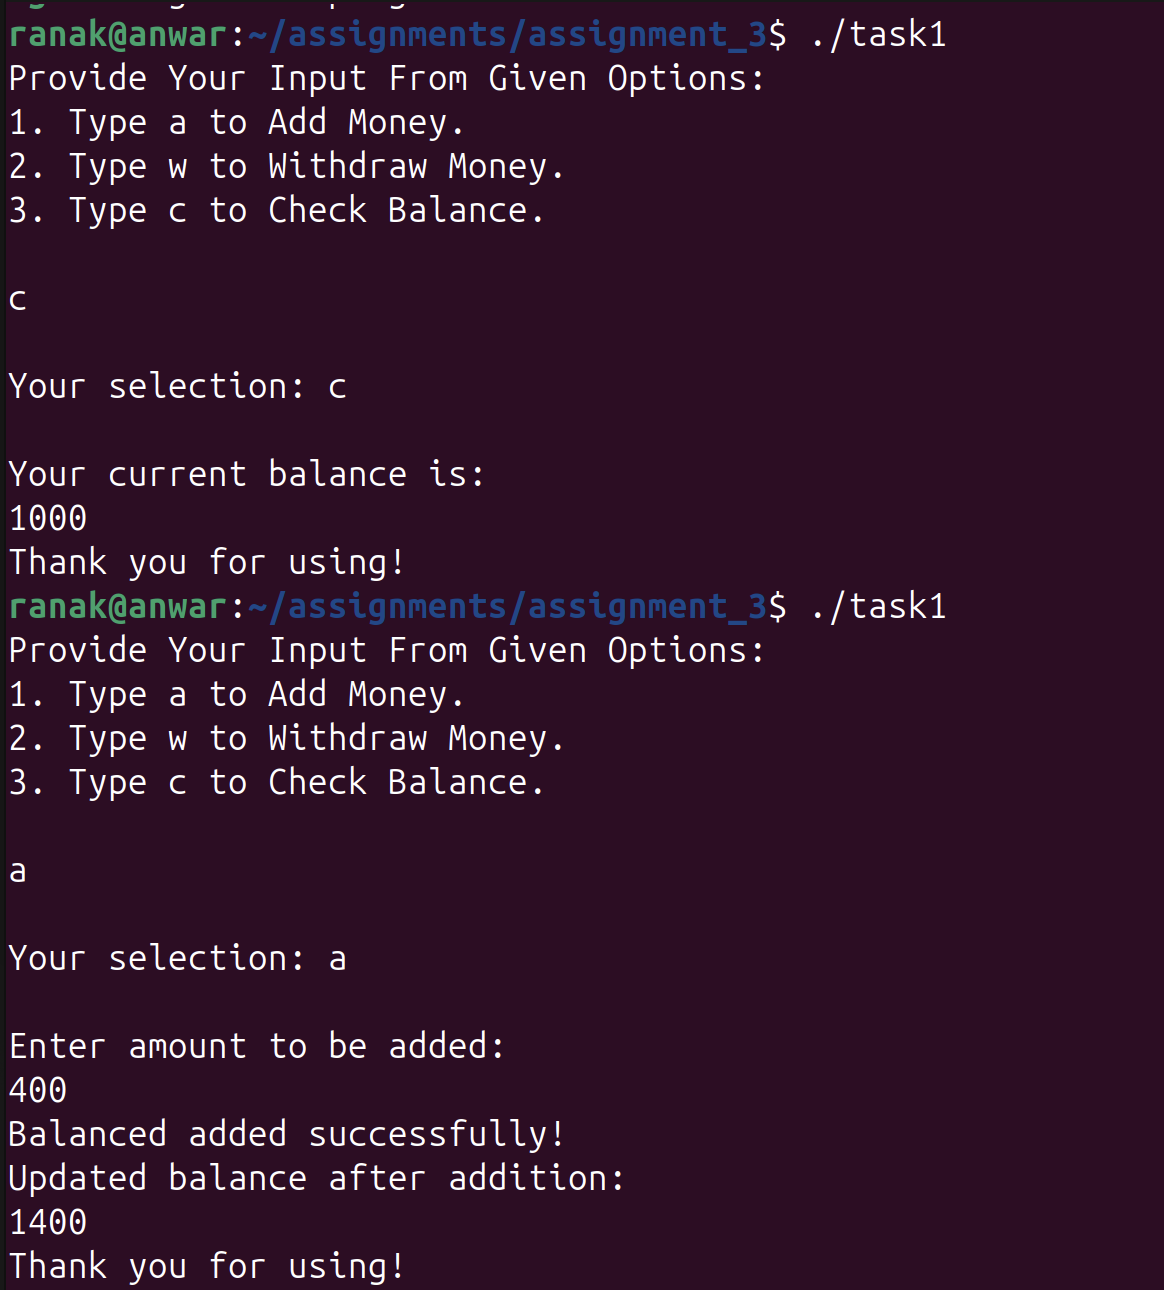 ranak@anwar:~/assignments/assignment_3$ ./task1
Provide Your Input From Given Options:
1. Type a to Add Money.
2. Type w to Withdraw Money.
3. Type c to Check Balance.
c
Your selection: c
Your current balance is:
1000
Thank you for using!
ranak@anwar:~/assignments/assignment_3$ ./task1
Provide Your Input From Given Options:
1. Type a to Add Money.
2. Type w to Withdraw Money.
3. Type c to Check Balance.
a
Your selection: a
Enter amount to be added:
400
Balanced added successfully!
Updated balance after addition:
1400
Thank you for using!